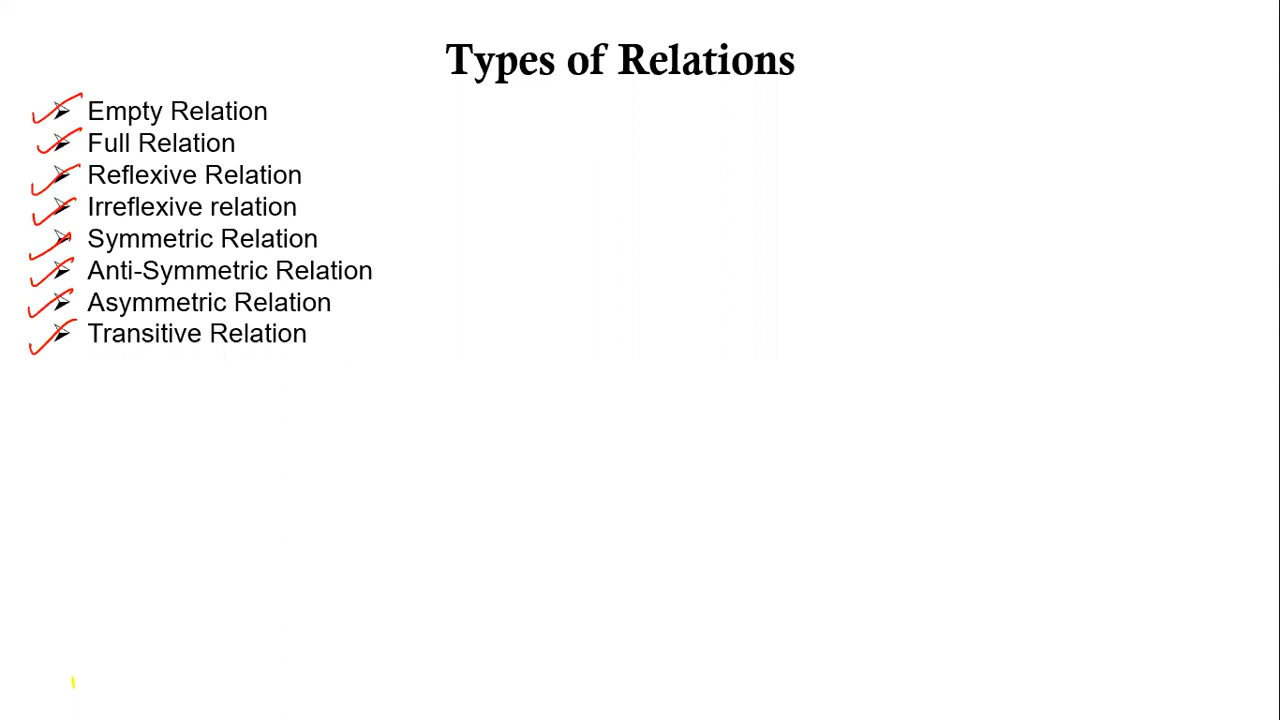 Types of Relations
Empty Relation
Full Relation
Reflexive Relation
Irreflexive relation
Symmetric Relation
Anti-Symmetric Relation
Asymmetric Relation
Transitive Relation